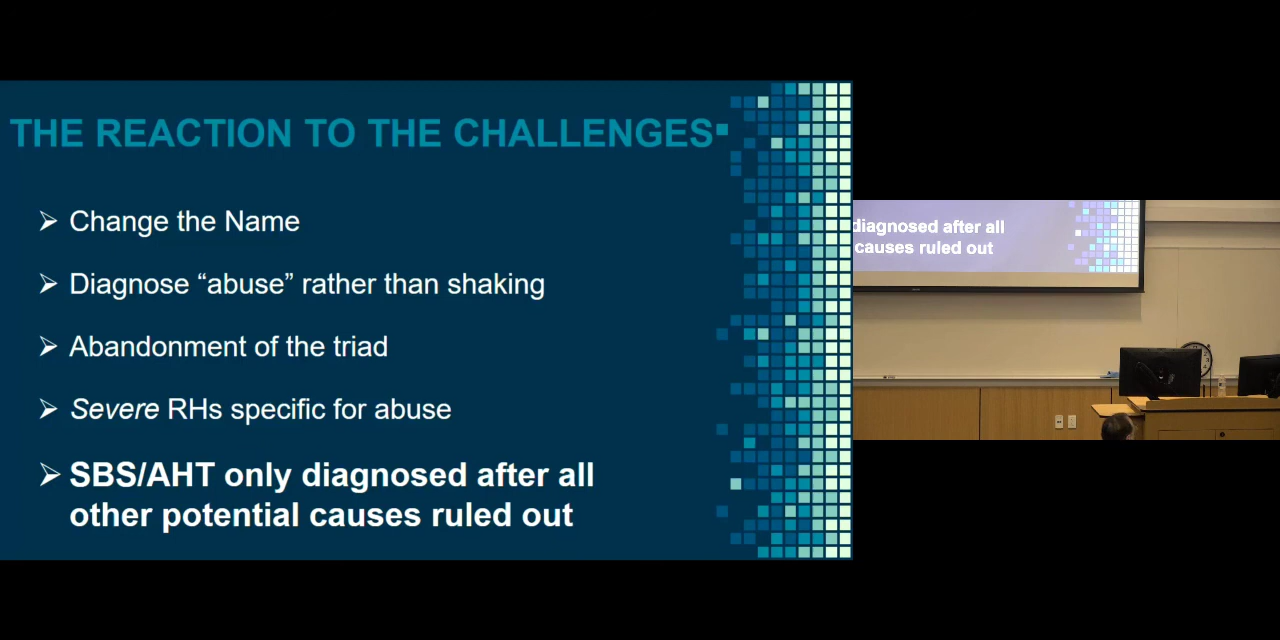 THE REACTION TO THE CHALLENGES
➢ Change the Name
➢ Diagnose “abuse” rather than shaking
➢ Abandonment of the triad
➢ Severe RHs specific for abuse
➢ SBS/AHT only diagnosed after all
other potential causes ruled out
diagnosed after all
causes ruled out